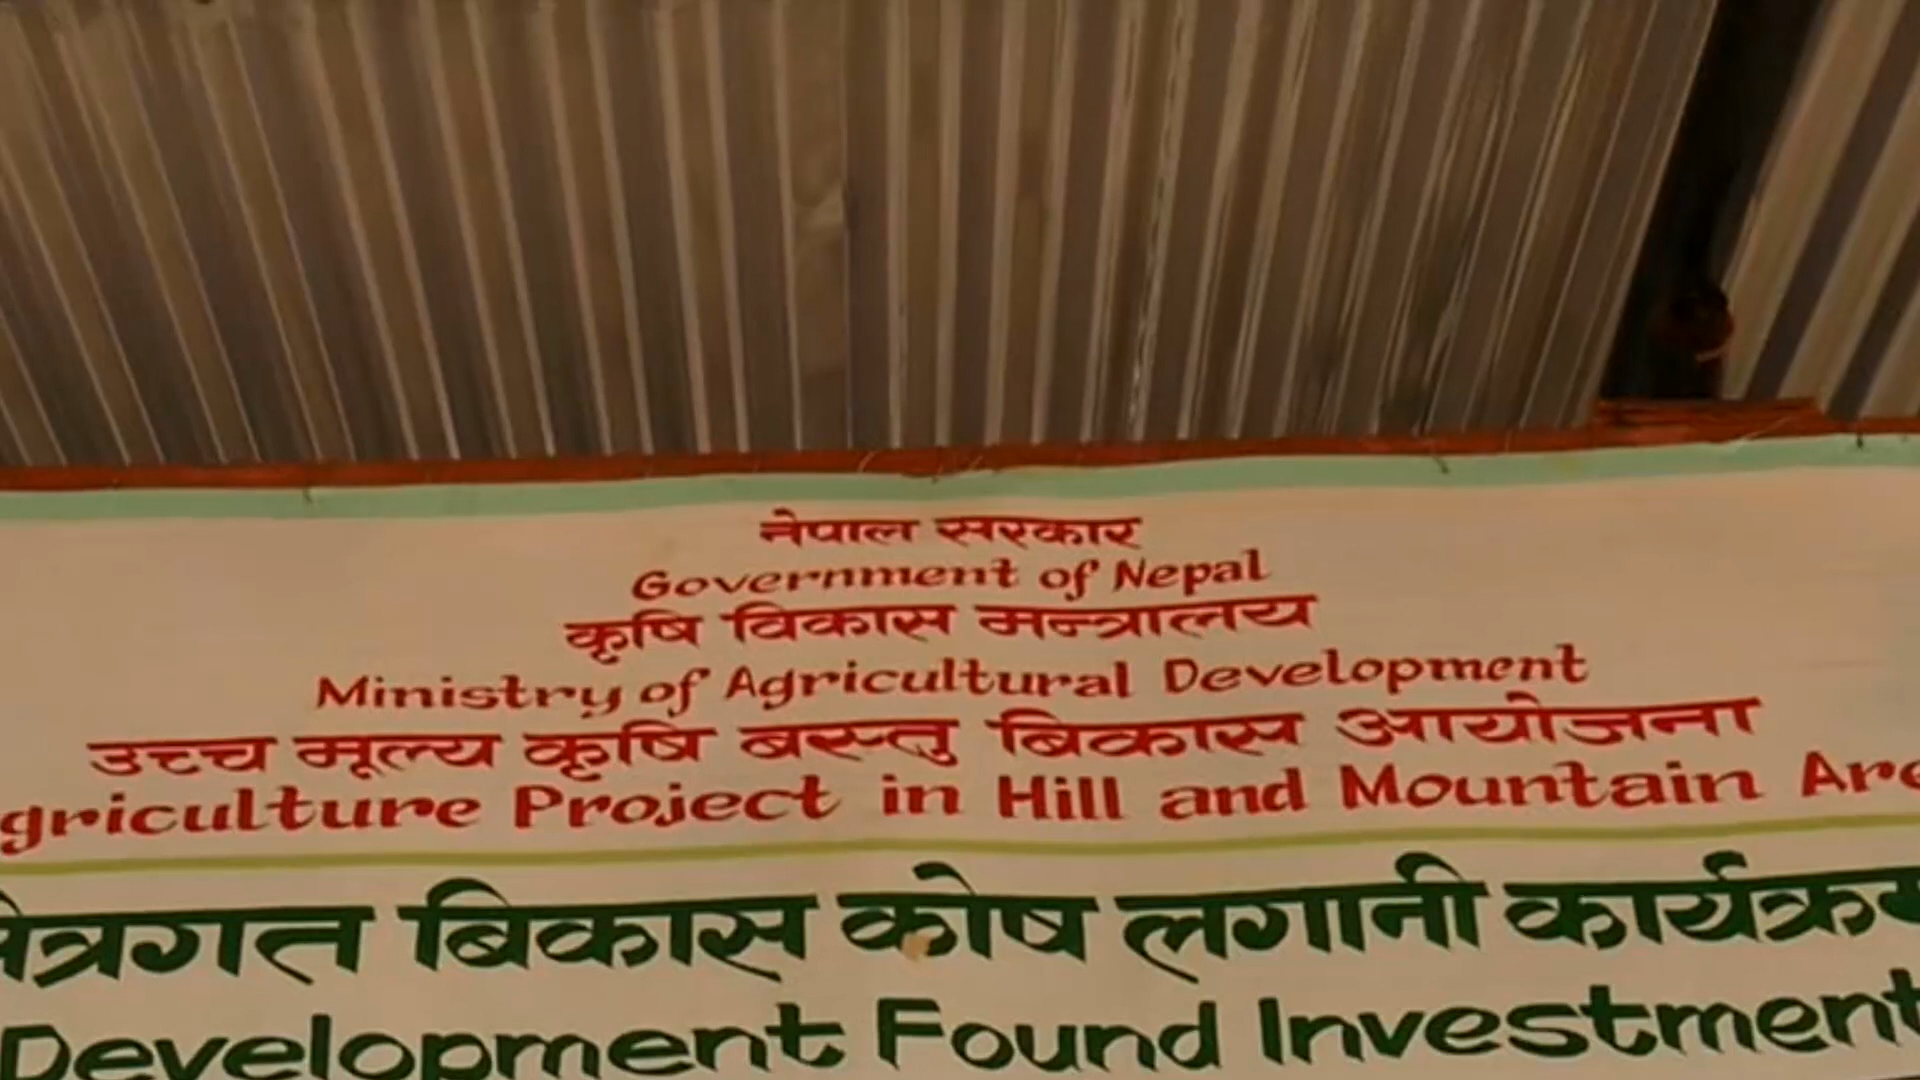 नेपाल सरकार
Government of Nepal
कृषि विकास मन्त्रालय
Ministry of Agricultural Development
उच्च मूल्य कृषि बस्तु बिकास आयोजना
griculture Project in Hill and Mountain Are
त्रगत बिकास कोष लगानी कार्यक्र
Development Found Investment